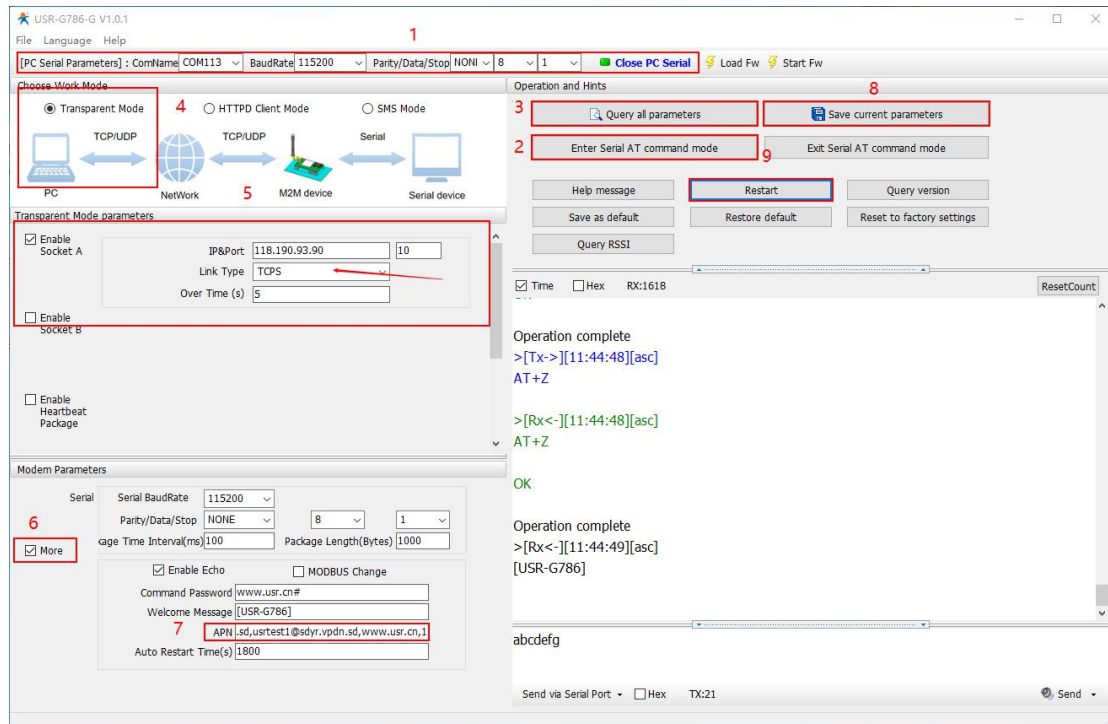 USR-G786-G V1.0.1
File Language Help
1
[PC Serial Parameters] : ComName COM113 BaudRate 115200 Parity/Data/Stop NONI 8 1 Close PC Serial Load Fw Start Fw
Choose Work Mode
Transparent Mode 4 HTTPD Client Mode SMS Mode
TCP/UDP TCP/UDP Serial
PC NetWork 5 M2M device Serial device
Transparent Mode parameters
Enable
Socket A
IP&Port 118.190.93.90 10
Link Type TCPS
Over Time (s) 5
Enable
Socket B
Enable
Heartbeat
Package
Modem Parameters
Serial Serial BaudRate 115200
Parity/Data/Stop NONE 8 1
6
kage Time Interval(ms) 100 Package Length(Bytes) 1000
More
Enable Echo MODBUS Change
Command Password www.usr.cn#
Welcome Message [USR-G786]
7 APN .sd,usrtest1@sdyr.vpdn.sd,www.usr.cn,1
Auto Restart Time(s) 1800
Operation and Hints
8
3 Query all parameters Save current parameters
2 Enter Serial AT command mode 9 Exit Serial AT command mode
Help message Restart Query version
Save as default Restore default Reset to factory settings
Query RSSI
Time Hex RX:1618 ResetCount
Operation complete
>[Tx->][11:44:48][asc]
AT+Z
>[Rx<-][11:44:48][asc]
AT+Z
OK
Operation complete
>[Rx<-][11:44:49][asc]
[USR-G786]
abcdefg
Send via Serial Port Hex TX:21 Send